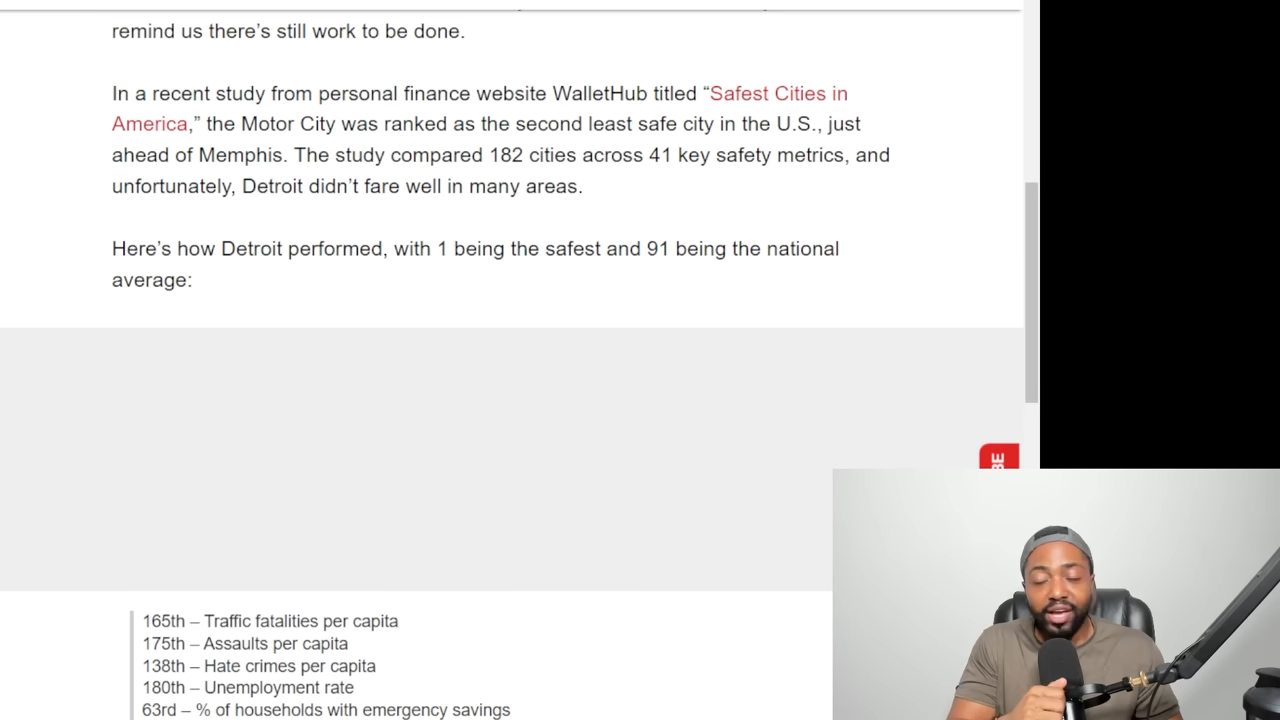 remind us there's still work to be done.
In a recent study from personal finance website WalletHub titled “Safest Cities in
America,” the Motor City was ranked as the second least safe city in the U.S., just
ahead of Memphis. The study compared 182 cities across 41 key safety metrics, and
unfortunately, Detroit didn’t fare well in many areas.
Here’s how Detroit performed, with 1 being the safest and 91 being the national
average:
BE
165th – Traffic fatalities per capita
175th – Assaults per capita
138th – Hate crimes per capita
180th – Unemployment rate
63rd – % of households with emergency savings